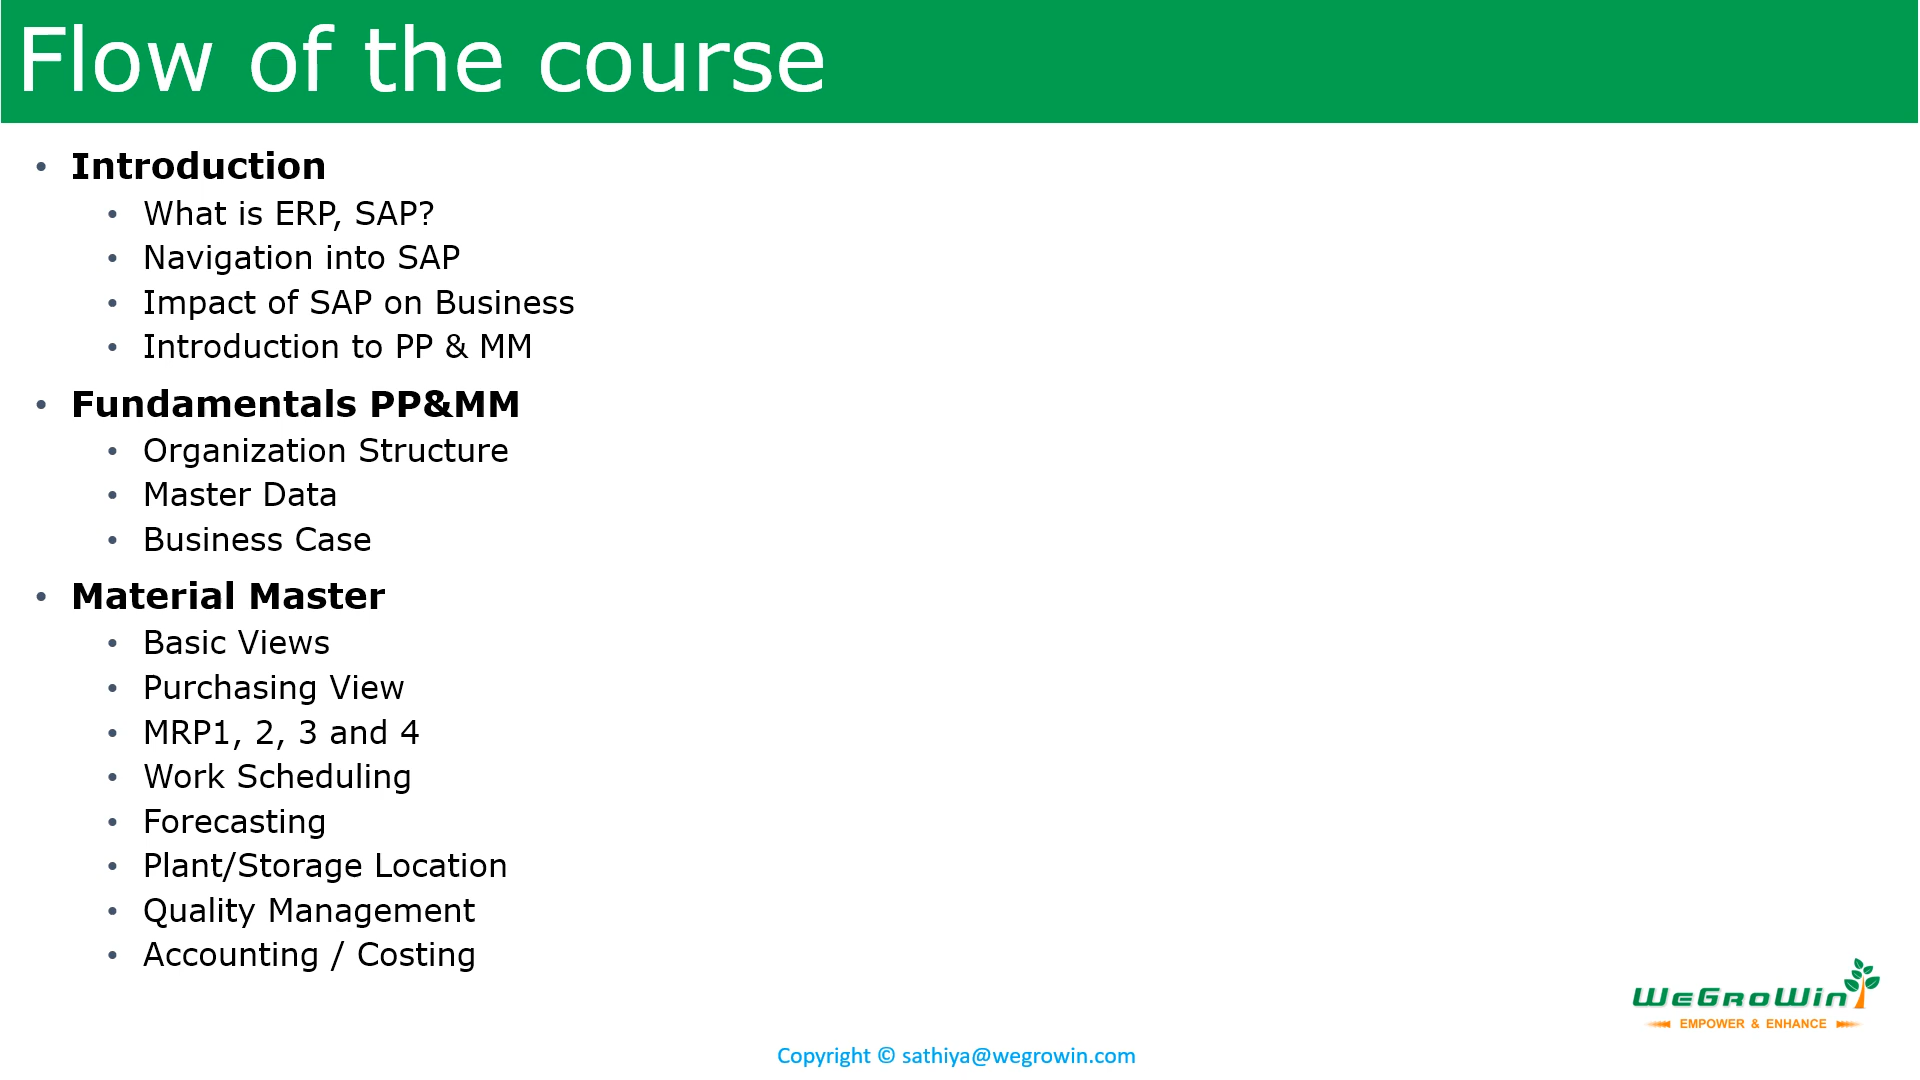 Flow of the course
• Introduction
• What is ERP, SAP?
• Navigation into SAP
• Impact of SAP on Business
• Introduction to PP & MM
• Fundamentals PP&MM
• Organization Structure
• Master Data
• Business Case
• Material Master
• Basic Views
• Purchasing View
• MRP1, 2, 3 and 4
• Work Scheduling
• Forecasting
• Plant/Storage Location
• Quality Management
• Accounting / Costing
WeGroWin
EMPOWER & ENHANCE
Copyright © sathiya@wegrowin.com